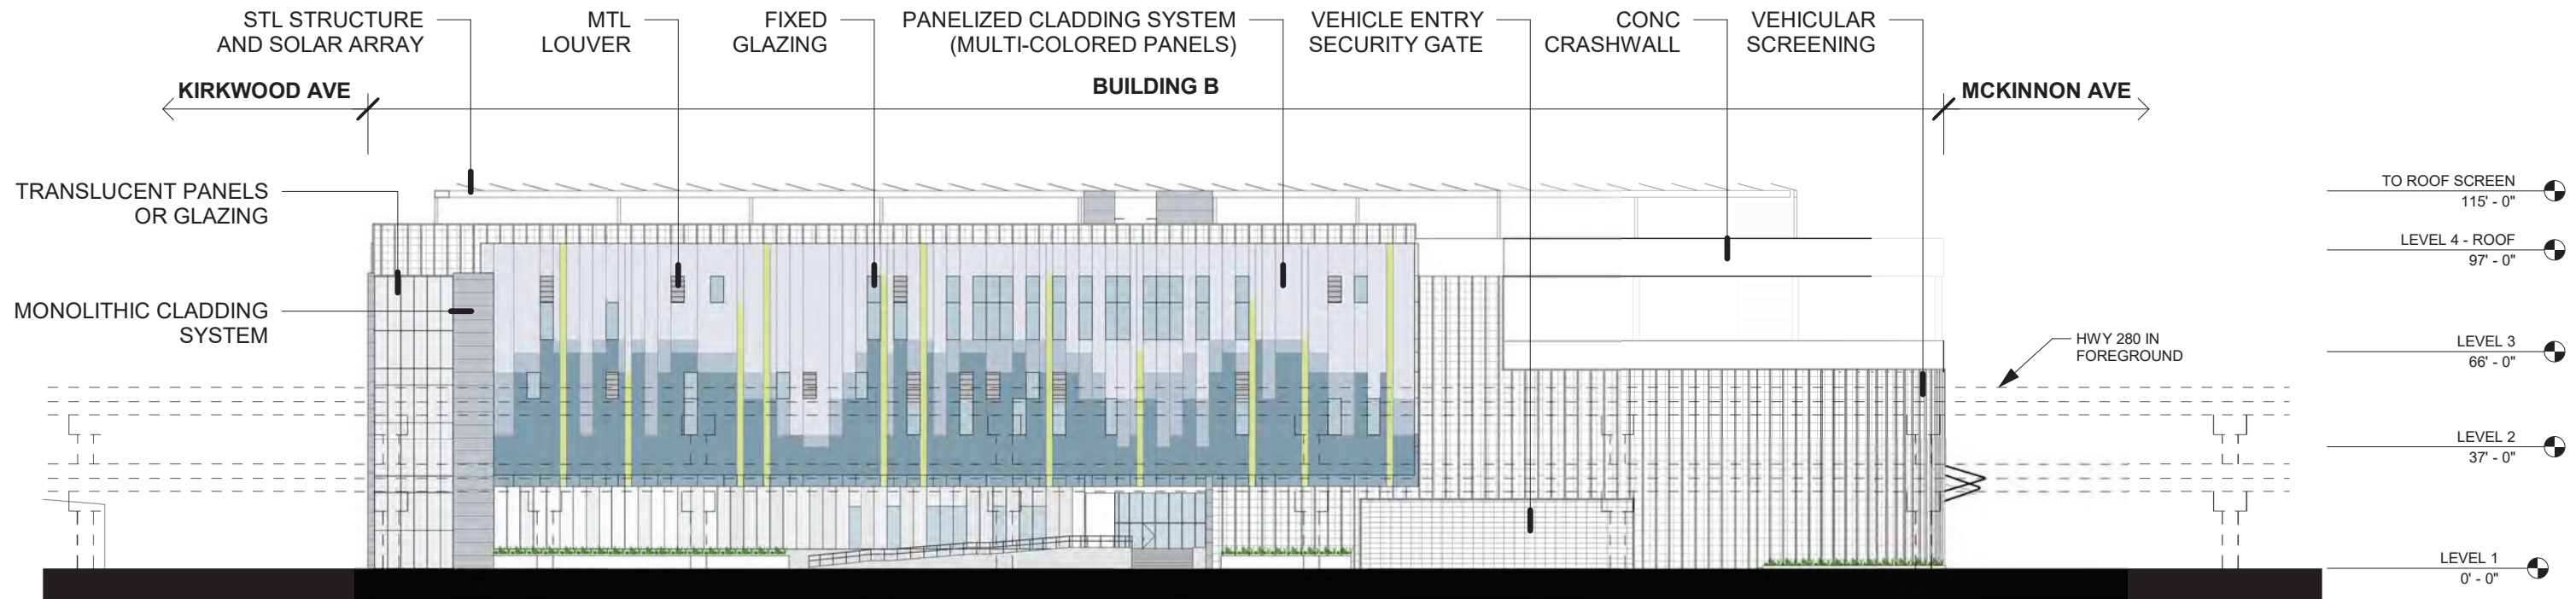 STL STRUCTURE
AND SOLAR ARRAY
MTL
LOUVER
FIXED
GLAZING
PANELIZED CLADDING SYSTEM
(MULTI-COLORED PANELS)
VEHICLE ENTRY
SECURITY GATE
CONC
CRASHWALL
VEHICULAR
SCREENING
KIRKWOOD AVE
BUILDING B
MCKINNON AVE
TRANSLUCENT PANELS
OR GLAZING
MONOLITHIC CLADDING
SYSTEM
HWY 280 IN
FOREGROUND
TO ROOF SCREEN
115' - 0"
LEVEL 4 - ROOF
97' - 0"
LEVEL 3
66' - 0"
LEVEL 2
37' - 0"
LEVEL 1
0' - 0"